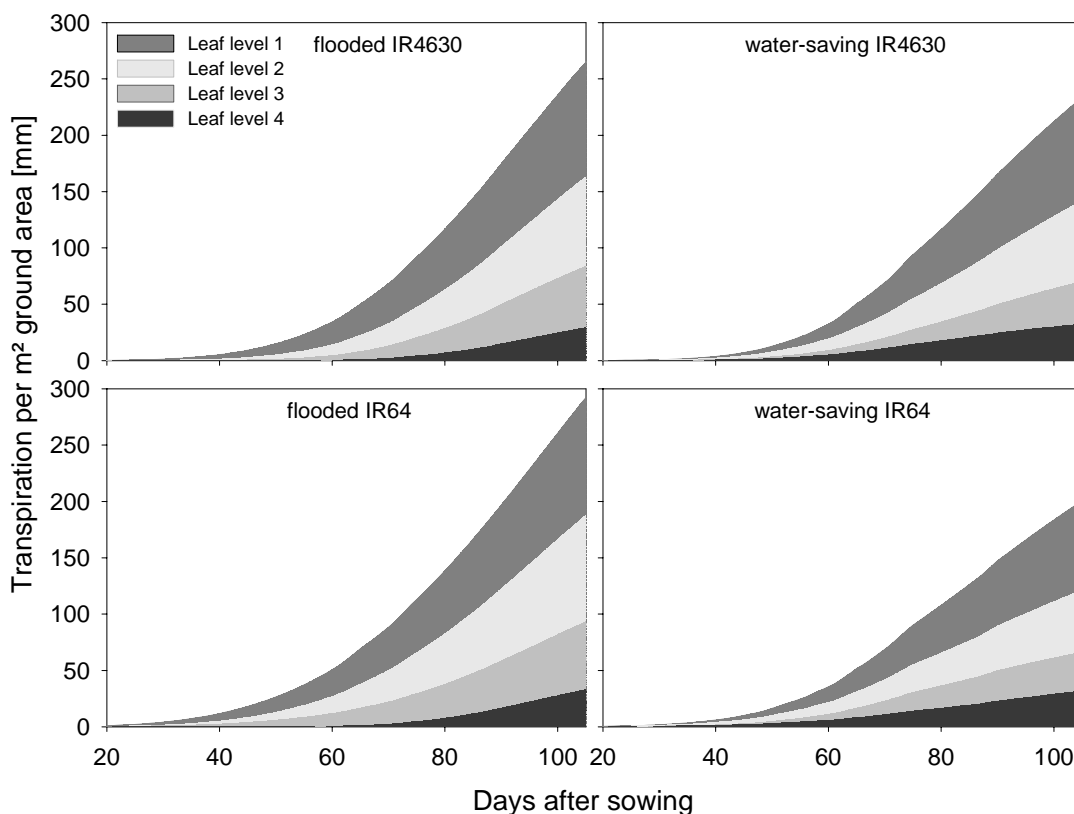 Transpiration per m² ground area [mm]
300
250
200
150
100
50
0
Leaf level 1
Leaf level 2
Leaf level 3
Leaf level 4
flooded IR4630
water-saving IR4630
300
250
200
150
100
50
0
flooded IR64
water-saving IR64
20 40 60 80 100 20 40 60 80 100
Days after sowing